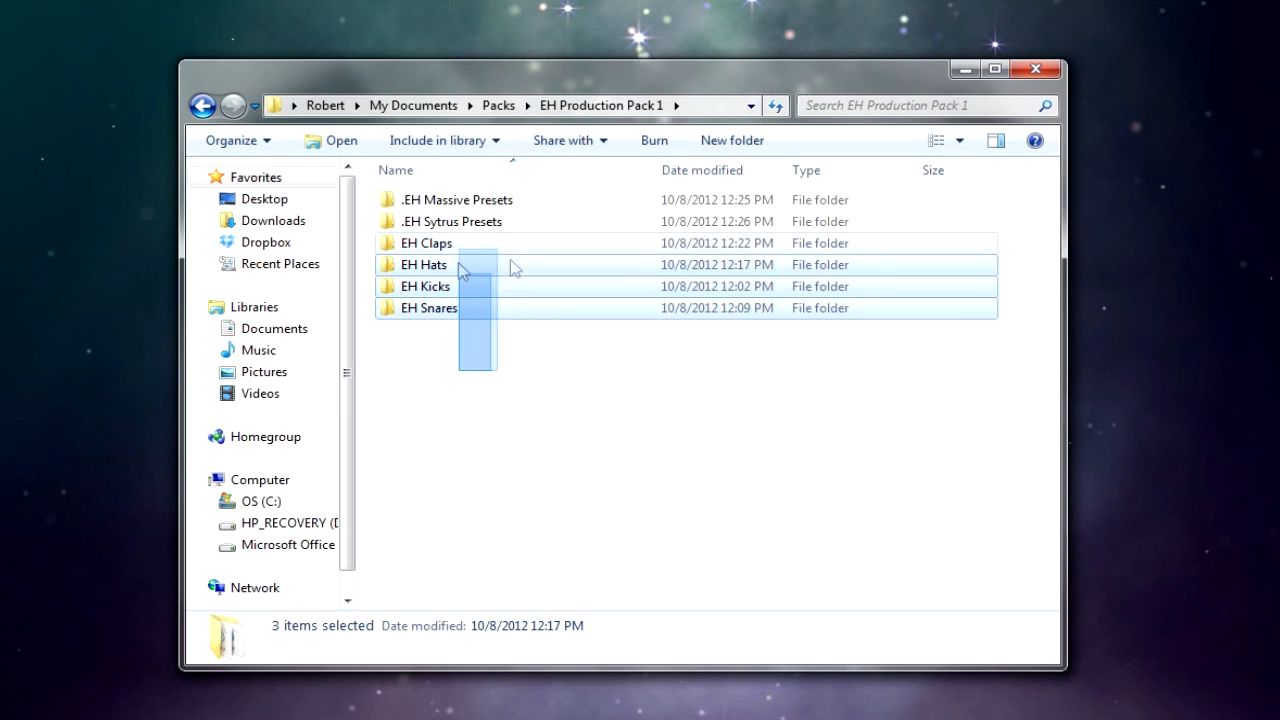 Robert My Documents Packs EH Production Pack 1 Search EH Production Pack 1
Organize Open Include in library Share with Burn New folder
Name Date modified Type Size
Favorites
Desktop
Downloads
Dropbox
Recent Places
Libraries
Documents
Music
Pictures
Videos
Homegroup
Computer
OS (C:)
HP_RECOVERY (D
Microsoft Office
Network
.EH Massive Presets 10/8/2012 12:25 PM File folder
.EH Sytrus Presets 10/8/2012 12:26 PM File folder
EH Claps 10/8/2012 12:22 PM File folder
EH Hats 10/8/2012 12:17 PM File folder
EH Kicks 10/8/2012 12:02 PM File folder
EH Snares 10/8/2012 12:09 PM File folder
3 items selected Date modified: 10/8/2012 12:17 PM